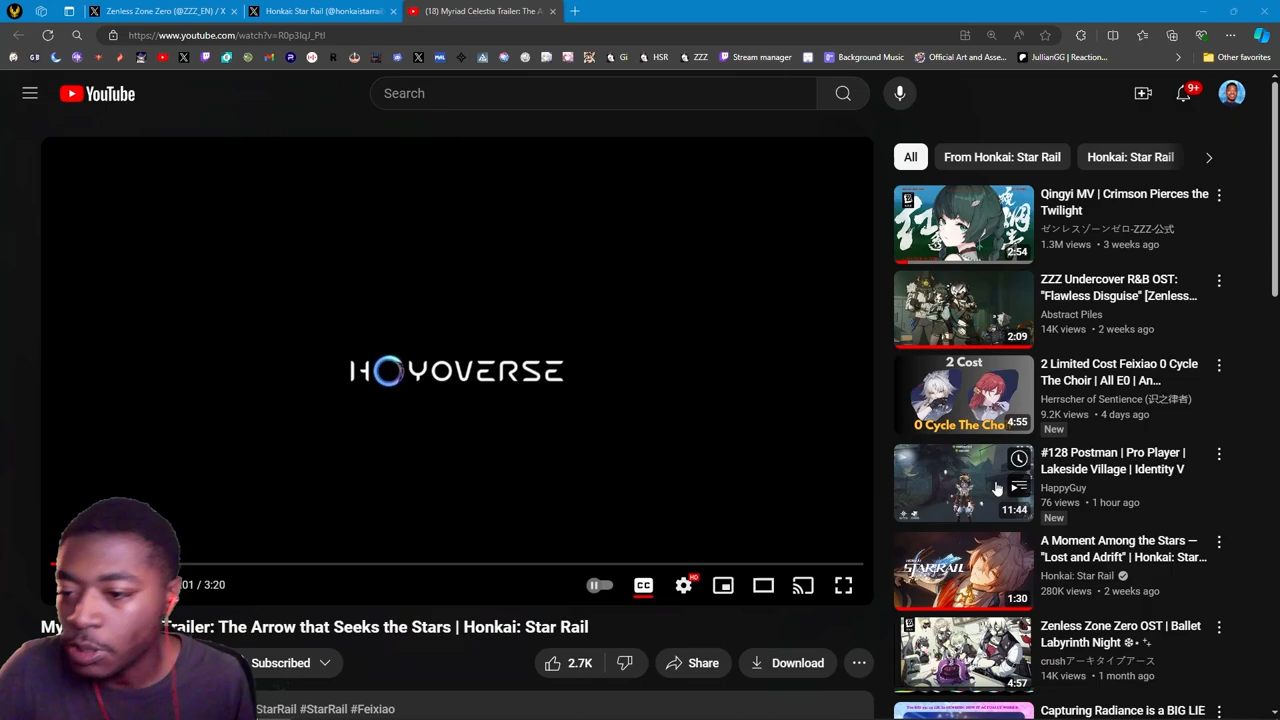 Zenless Zone Zero (@ZZZ_EN) / X
Honkai: Star Rail (@honkaistarrail
(18) Myriad Celestia Trailer: The A
https://www.youtube.com/watch?v=R0p3IqJ_PtI
Gi
HSR
ZZZ
Stream manager
Background Music
Official Art and Asse...
JullianGG | Reaction...
Other favorites
YouTube
Search
9+
All
From Honkai: Star Rail
Honkai: Star Rail
HOYOVERSE
Qingyi MV | Crimson Pierces the
Twilight
ゼンレスゾーンゼロ-ZZZ-公式
1.3M views • 3 weeks ago
2:54
ZZZ Undercover R&B OST:
"Flawless Disguise" [Zenless...
Abstract Piles
14K views • 2 weeks ago
2:09
2 Cost
0 Cycle The Cho
4:55
2 Limited Cost Feixiao 0 Cycle
The Choir | All E0 | An...
Herrscher of Sentience (识之律者)
9.2K views • 4 days ago
New
#128 Postman | Pro Player |
Lakeside Village | Identity V
HappyGuy
76 views • 1 hour ago
New
11:44
A Moment Among the Stars —
"Lost and Adrift" | Honkai: Star...
Honkai: Star Rail
280K views • 2 weeks ago
STAR RAIL
1:30
Zenless Zone Zero OST | Ballet
Labyrinth Night ❄⋆⁺₊
crushアーキタイプアース
14K views • 1 month ago
4:57
Capturing Radiance is a BIG LIE
01 / 3:20
CC
HD
My
Trailer: The Arrow that Seeks the Stars | Honkai: Star Rail
Subscribed
2.7K
Share
Download
StarRail #StarRail #Feixiao